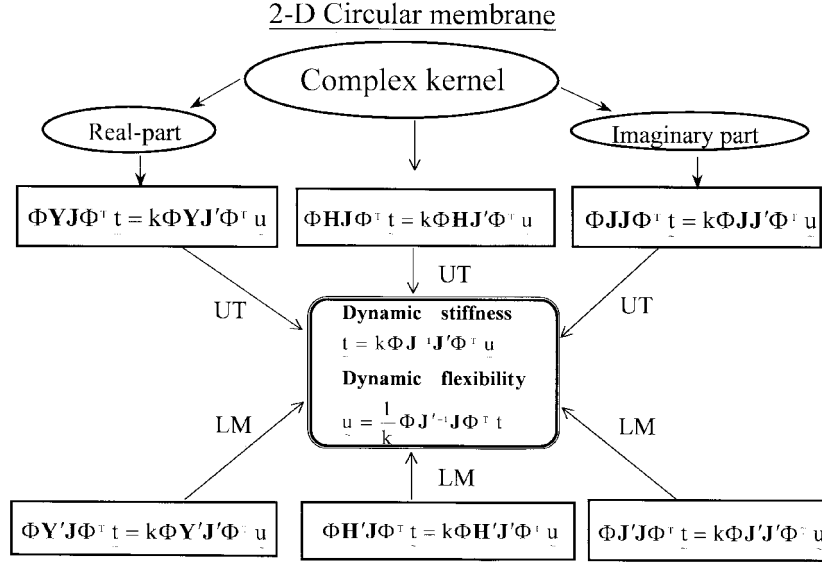 2-D Circular membrane
Complex kernel
Real-part
Imaginary part
ΦYJΦᵀ t = kΦYJ′Φᵀ u
ΦHJΦᵀ t = kΦHJ′Φᵀ u
ΦJJΦᵀ t = kΦJJ′Φᵀ u
UT
UT
UT
Dynamic stiffness
t = kΦJ⁻¹J′Φᵀ u
Dynamic flexibility
u = 1/k ΦJ′⁻¹JΦᵀ t
LM
LM
LM
ΦY′JΦᵀ t = kΦY′J′Φᵀ u
ΦH′JΦᵀ t = kΦH′J′Φᵀ u
ΦJ′JΦᵀ t = kΦJ′J′Φᵀ u